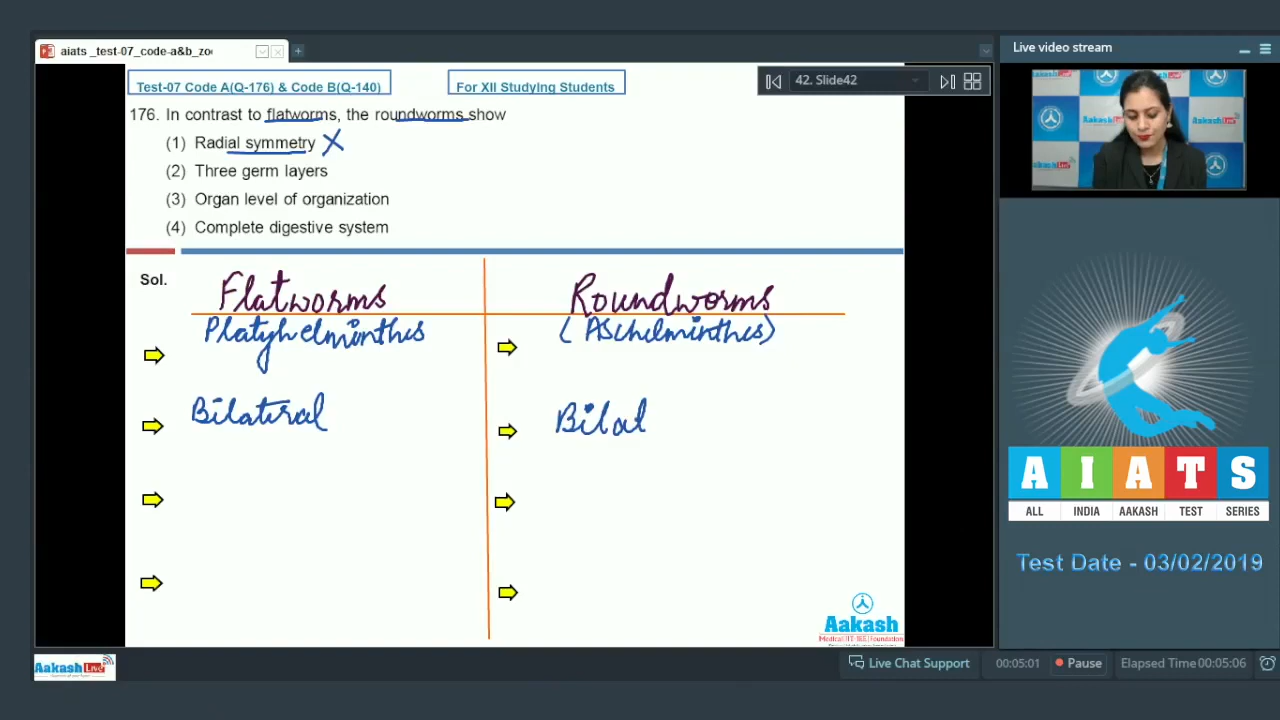 aiats _test-07_code-a&b_zo
Live video stream
Test-07 Code A(Q-176) & Code B(Q-140)
For XII Studying Students
42. Slide42
176. In contrast to flatworms, the roundworms show
(1) Radial symmetry
(2) Three germ layers
(3) Organ level of organization
(4) Complete digestive system
Sol.
Flatworms
Roundworms
Platyhelminthes
(Aschelminthes)
Bilateral
Bilat
AIATS
ALL INDIA AAKASH TEST SERIES
Test Date - 03/02/2019
Aakash
Medical|IIT-JEE|Foundations
Aakash Live
Live Chat Support
00:05:01
Pause
Elapsed Time 00:05:06